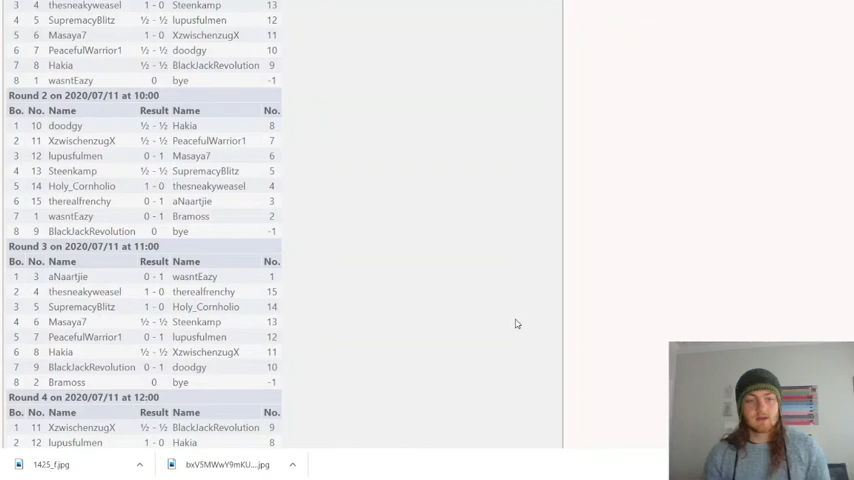 3 4 thesneakyweasel 1 - 0 Steenkamp 13
4 5 SupremacyBlitz ½ - ½ lupusfulmen 12
5 6 Masaya7 1 - 0 XzwischenzugX 11
6 7 PeacefulWarrior1 ½ - ½ doodgy 10
7 8 Hakia ½ - ½ BlackJackRevolution 9
8 1 wasntEazy 0 bye -1
Round 2 on 2020/07/11 at 10:00
Bo. No. Name Result Name No.
1 10 doodgy ½ - ½ Hakia 8
2 11 XzwischenzugX ½ - ½ PeacefulWarrior1 7
3 12 lupusfulmen 0 - 1 Masaya7 6
4 13 Steenkamp ½ - ½ SupremacyBlitz 5
5 14 Holy_Cornholio 1 - 0 thesneakyweasel 4
6 15 therealfrenchy 0 - 1 aNaartjie 3
7 1 wasntEazy 0 - 1 Bramoss 2
8 9 BlackJackRevolution 0 bye -1
Round 3 on 2020/07/11 at 11:00
Bo. No. Name Result Name No.
1 3 aNaartjie 0 - 1 wasntEazy 1
2 4 thesneakyweasel 1 - 0 therealfrenchy 15
3 5 SupremacyBlitz 1 - 0 Holy_Cornholio 14
4 6 Masaya7 ½ - ½ Steenkamp 13
5 7 PeacefulWarrior1 0 - 1 lupusfulmen 12
6 8 Hakia ½ - ½ XzwischenzugX 11
7 9 BlackJackRevolution 0 - 1 doodgy 10
8 2 Bramoss 0 bye -1
Round 4 on 2020/07/11 at 12:00
Bo. No. Name Result Name No.
1 11 XzwischenzugX ½ - ½ BlackJackRevolution 9
2 12 lupusfulmen 1 - 0 Hakia 8
1425_f.jpg bxV5MWwY9mKU....jpg